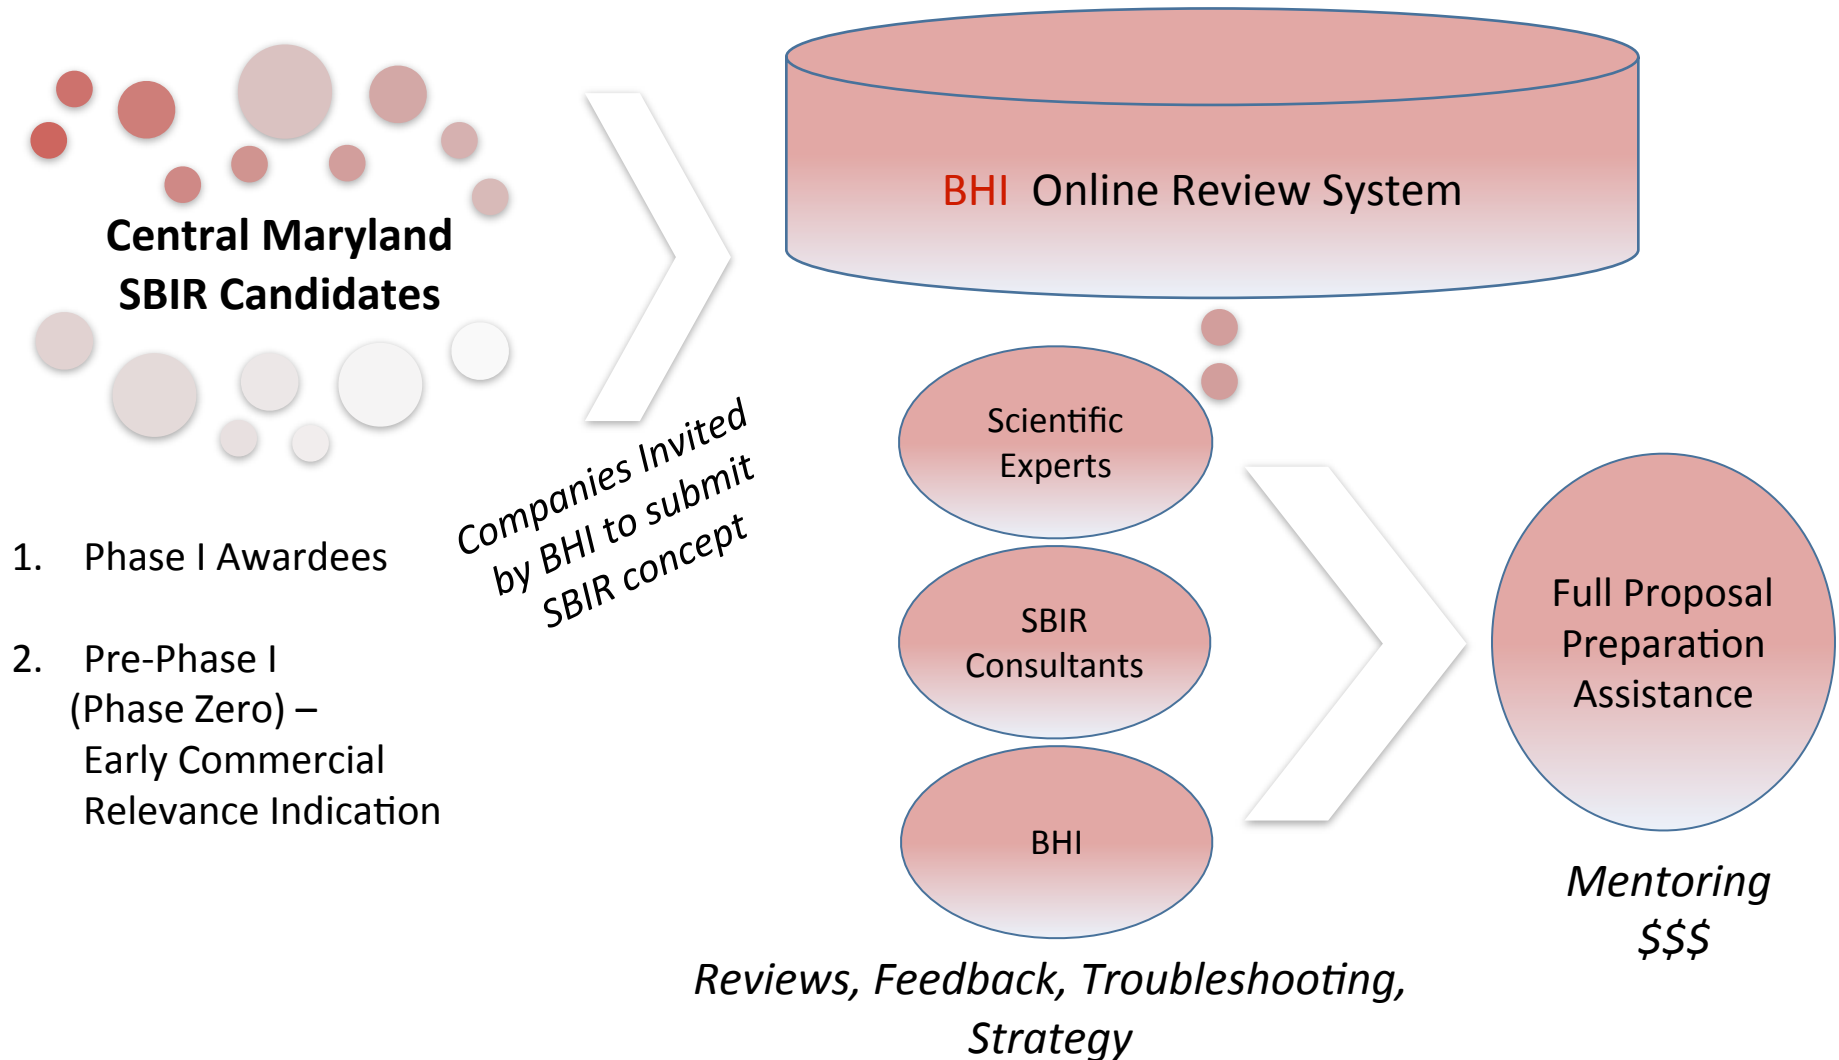 Central Maryland
SBIR Candidates
1. Phase I Awardees
2. Pre-Phase I
(Phase Zero) –
Early Commercial
Relevance Indication
Companies Invited
by BHI to submit
SBIR concept
BHI Online Review System
Scientific
Experts
SBIR
Consultants
BHI
Reviews, Feedback, Troubleshooting,
Strategy
Full Proposal
Preparation
Assistance
Mentoring
$$$